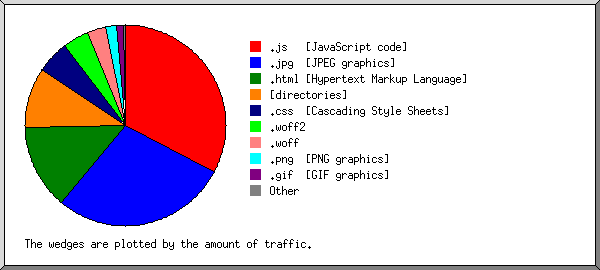 .js [JavaScript code]
.jpg [JPEG graphics]
.html [Hypertext Markup Language]
[directories]
.css [Cascading Style Sheets]
.woff2
.woff
.png [PNG graphics]
.gif [GIF graphics]
Other
The wedges are plotted by the amount of traffic.